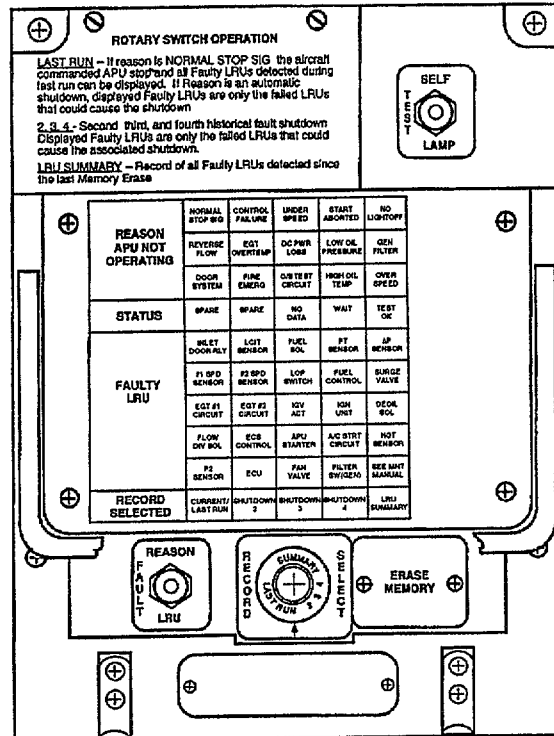 ROTARY SWITCH OPERATION
LAST RUN – If reason is NORMAL STOP SIG the aircraft
commanded APU stop and all Faulty LRUs detected during
last run can be displayed. If Reason is an automatic
shutdown, displayed Faulty LRUs are only the failed LRUs
that could cause the shutdown
2, 3, 4 - Second third, and fourth historical fault shutdown
Displayed Faulty LRUs are only the failed LRUs that could
cause the associated shutdown.
LRU SUMMARY – Record of all Faulty LRUs detected since
the last Memory Erase
SELF
TEST
LAMP
REASON APU NOT OPERATING
NORMAL STOP SIG
CONTROL FAILURE
UNDER SPEED
START ABORTED
NO LIGHTOFF
REVERSE FLOW
EGT OVERTEMP
DC PWR LOSS
LOW OIL PRESSURE
GEN FILTER
DOOR SYSTEM
FIRE EMERG
O/S TEST CIRCUIT
HIGH OIL TEMP
OVER SPEED
STATUS
SPARE
SPARE
NO DATA
WAIT
TEST OK
FAULTY LRU
INLET DOOR RLY
LCIT SENSOR
FUEL SOL
PT SENSOR
ΔP SENSOR
#1 SPD SENSOR
#2 SPD SENSOR
LOP SWITCH
FUEL CONTROL
SURGE VALVE
EGT #1 CIRCUIT
EGT #2 CIRCUIT
IGV ACT
IGN UNIT
DEOIL SOL
FLOW DIV SOL
ECS CONTROL
APU STARTER
A/C STRT CIRCUIT
HOT SENSOR
P2 SENSOR
ECU
FAN VALVE
FILTER SW(GEN)
SEE MNT MANUAL
RECORD SELECTED
CURRENT/ LAST RUN
SHUTDOWN 2
SHUTDOWN 3
SHUTDOWN 4
LRU SUMMARY
REASON
FAULT
LRU
RECORD
SUMMARY
LAST RUN 2 3 4
SELECT
ERASE
MEMORY